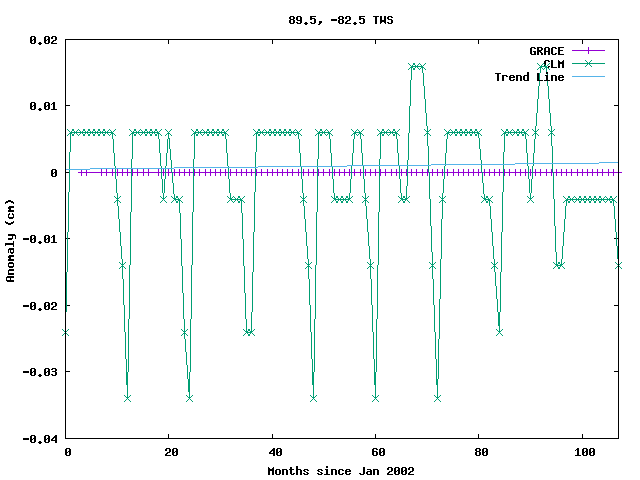 89.5, -82.5 TWS
0.02
GRACE
CLM
Trend Line
0.01
0
-0.01
-0.02
-0.03
-0.04
Anomaly (cm)
0 20 40 60 80 100
Months since Jan 2002